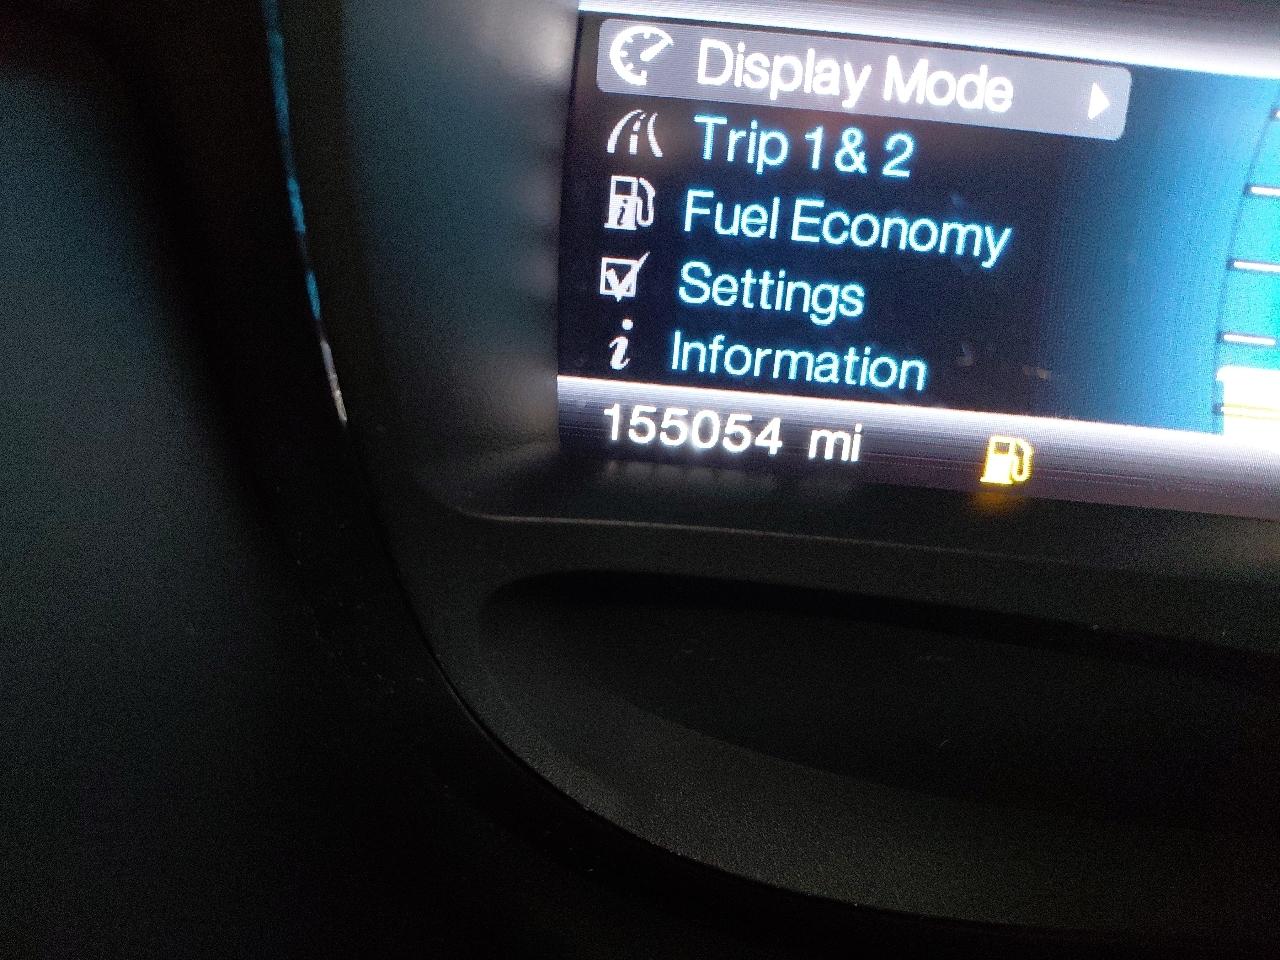 Display Mode
Trip 1 & 2
Fuel Economy
Settings
Information
155054 mi